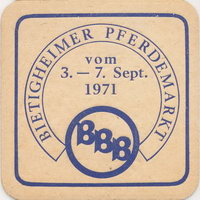 BIETIGHEIMER PFERDEMARKT
vom
3. — 7. Sept.
1971
BBB